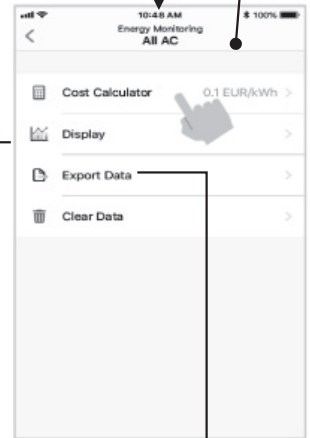 10:48 AM
100%
Energy Monitoring
All AC
Cost Calculator
0.1 EUR/kWh
Display
Export Data
Clear Data